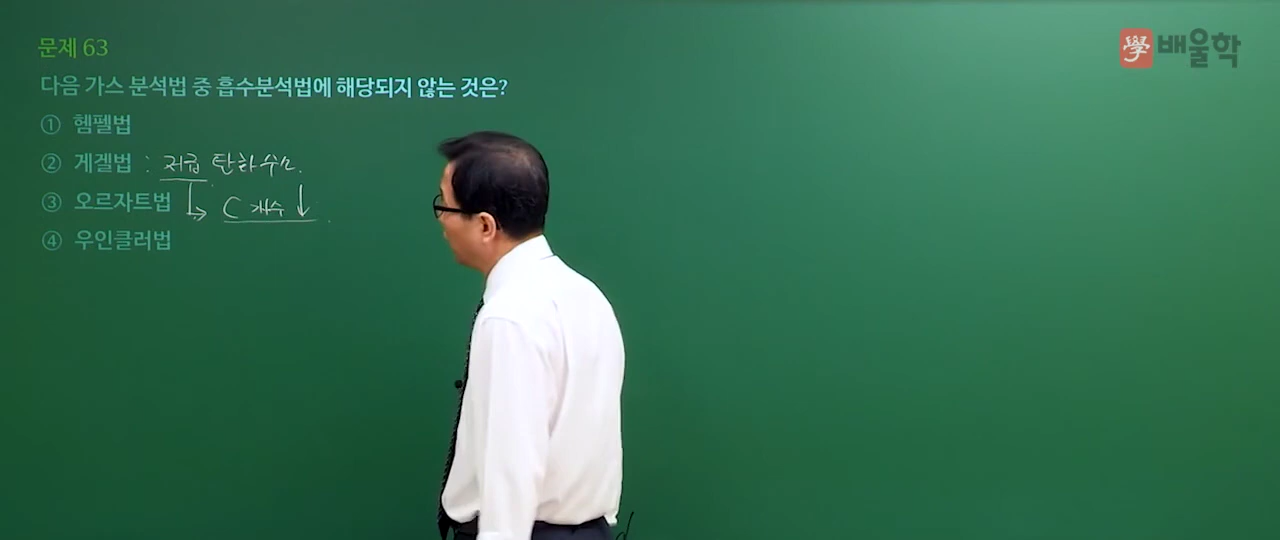 문제 63
學 배울학
다음 가스 분석법 중 흡수분석법에 해당되지 않는 것은?
① 헴펠법
② 게겔법 : 저급 탄화수소.
③ 오르자트법 C 개수 ↓
④ 우인클러법